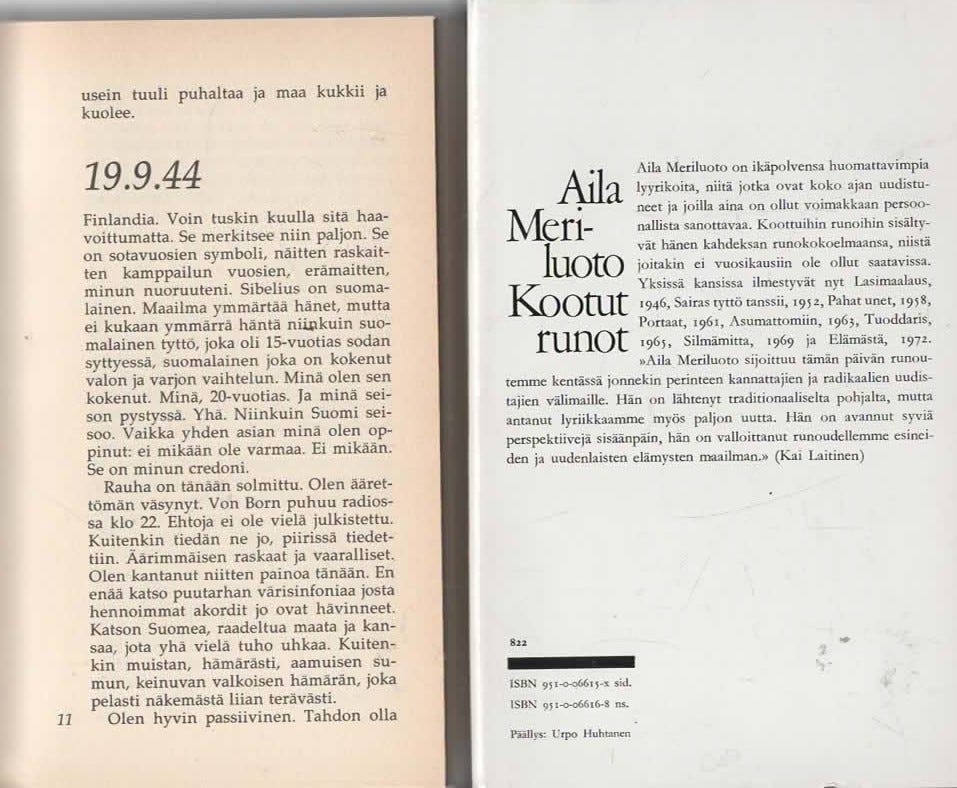 usein tuuli puhaltaa ja maa kukkii ja
kuolee.
19.9.44
Finlandia. Voin tuskin kuulla sitä haa-
voittumatta. Se merkitsee niin paljon. Se
on sotavuosien symboli, näitten raskait-
ten kamppailun vuosien, erämaitten,
minun nuoruuteni. Sibelius on suoma-
lainen. Maailma ymmärtää hänet, mutta
ei kukaan ymmärrä häntä niinkuin suo-
malainen tyttö, joka oli 15-vuotias sodan
syttyessä, suomalainen joka on kokenut
valon ja varjon vaihtelun. Minä olen sen
kokenut. Minä, 20-vuotias. Ja minä sei-
son pystyssä. Yhä. Niinkuin Suomi sei-
soo. Vaikka yhden asian minä olen op-
pinut: ei mikään ole varmaa. Ei mikään.
Se on minun credoni.
Rauha on tänään solmittu. Olen ääret-
tömän väsynyt. Von Born puhuu radios-
sa klo 22. Ehtoja ei ole vielä julkistettu.
Kuitenkin tiedän ne jo, piirissä tiedet-
tiin. Äärimmäisen raskaat ja vaaralliset.
Olen kantanut niitten painoa tänään. En
enää katso puutarhan värisinfoniaa josta
hennoimmat akordit jo ovat hävinneet.
Katson Suomea, raadeltua maata ja kan-
saa, jota yhä vielä tuho uhkaa. Kuiten-
kin muistan, hämärästi, aamuisen su-
mun, keinuvan valkoisen hämärän, joka
pelasti näkemästä liian terävästi.
11 Olen hyvin passiivinen. Tahdon olla
Aila
Meri-
luoto
Kootut
runot
Aila Meriluoto on ikäpolvensa huomattavimpia
lyyrikoita, niitä jotka ovat koko ajan uudistu-
neet ja joilla aina on ollut voimakkaan persoo-
nallista sanottavaa. Koottuihin runoihin sisälty-
vät hänen kahdeksan runokokoelmaansa, niistä
joitakin ei vuosikausiin ole ollut saatavissa.
Yksissä kansissa ilmestyvät nyt Lasimaalaus,
1946, Sairas tyttö tanssii, 1952, Pahat unet, 1958,
Portaat, 1961, Asumattomiin, 1963, Tuoddaris,
1965, Silmämitta, 1969 ja Elämästä, 1972.
»Aila Meriluoto sijoittuu tämän päivän runou-
temme kentässä jonnekin perinteen kannattajien ja radikaalien uudis-
tajien välimaille. Hän on lähtenyt traditionaaliselta pohjalta, mutta
antanut lyriikkaamme myös paljon uutta. Hän on avannut syviä
perspektiivejä sisäänpäin, hän on valloittanut runoudellemme esinei-
den ja uudenlaisten elämysten maailman.» (Kai Laitinen)
822
ISBN 951-0-06615-x sid.
ISBN 951-0-06616-8 ns.
Päällys: Urpo Huhtanen